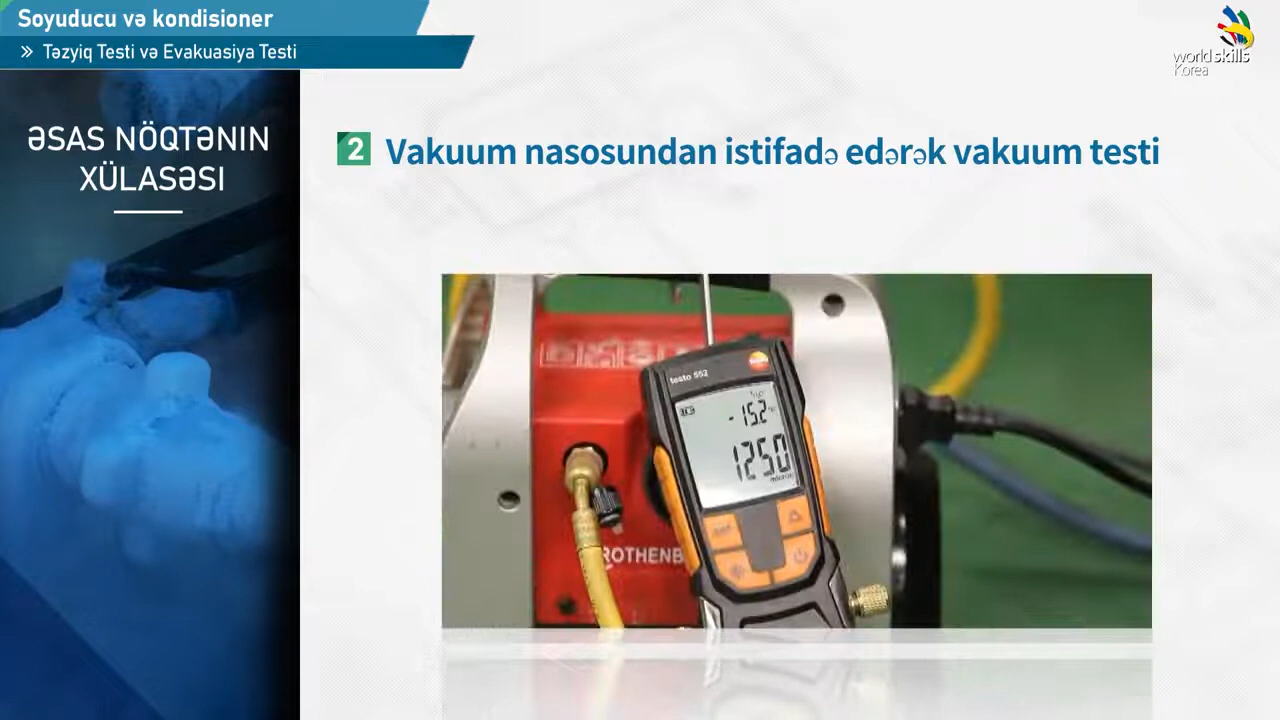 Soyuducu və kondisioner
» Təzyiq Testi və Evakuasiya Testi
world skills
Korea
ƏSAS NÖQTƏNIN
XÜLASƏSI
2 Vakuum nasosundan istifadə edərək vakuum testi
testo 552
-15.2
1250
ROTHENB